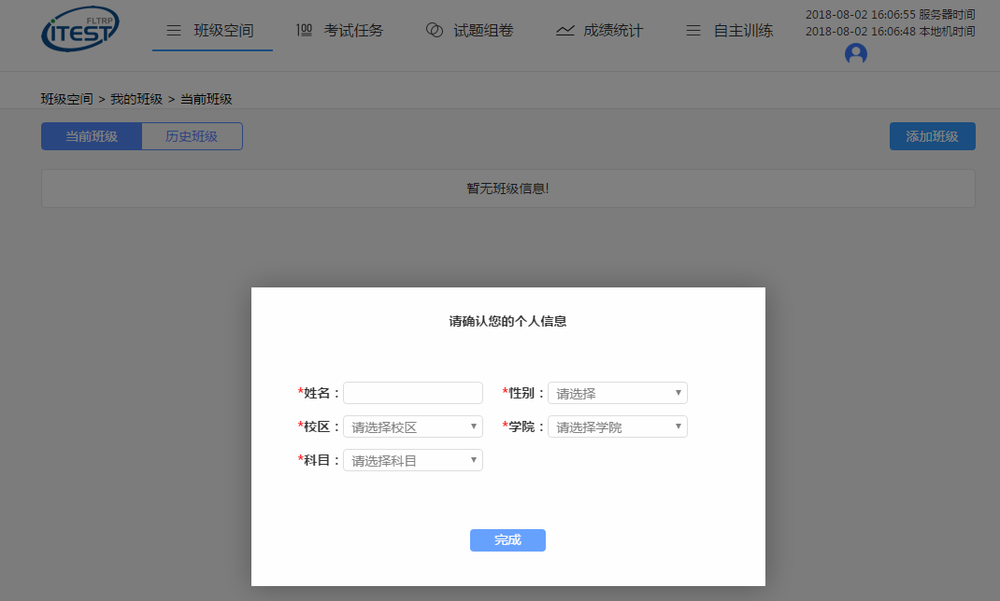 FLTRP
iTEST
班级空间
100 考试任务
试题组卷
成绩统计
自主训练
2018-08-02 16:06:55 服务器时间
2018-08-02 16:06:48 本地机时间
班级空间 > 我的班级 > 当前班级
当前班级 历史班级 添加班级
暂无班级信息!
请确认您的个人信息
*姓名： *性别： 请选择
*校区： 请选择校区 *学院： 请选择学院
*科目： 请选择科目
完成